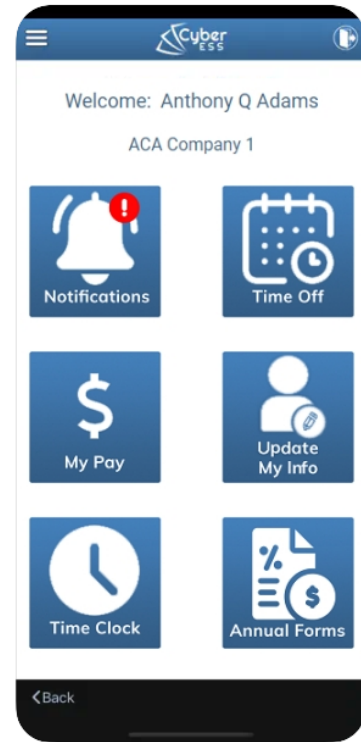 Cyber
ESS
Welcome: Anthony Q Adams
ACA Company 1
!
Notifications
Time Off
$
My Pay
Update
My Info
Time Clock
%
$
Annual Forms
<Back